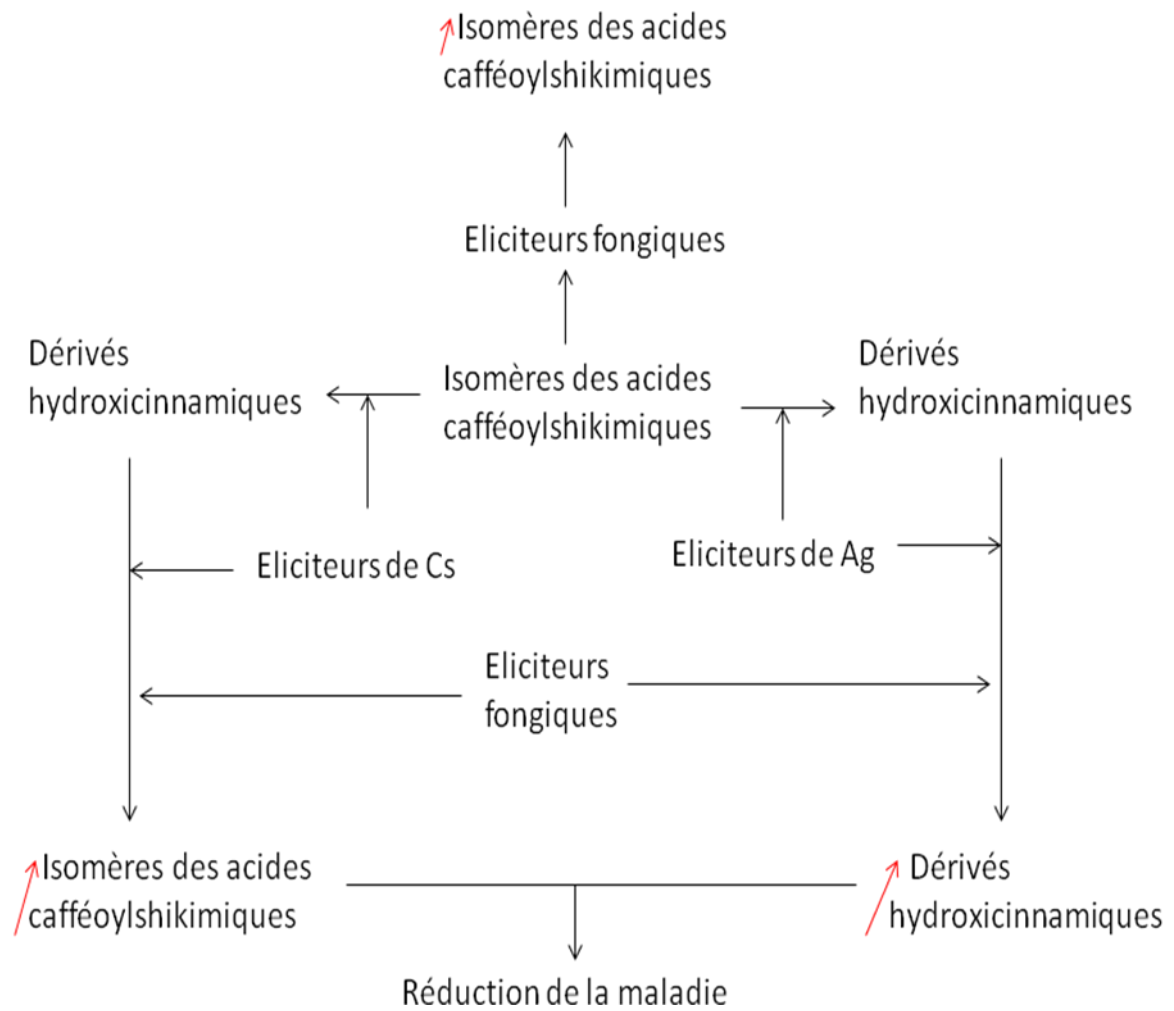 Isomères des acides
cafféoylshikimiques
Eliciteurs fongiques
Dérivés
hydroxicinnamiques
Isomères des acides
cafféoylshikimiques
Dérivés
hydroxicinnamiques
Eliciteurs de Cs
Eliciteurs de Ag
Eliciteurs
fongiques
Isomères des acides
cafféoylshikimiques
Dérivés
hydroxicinnamiques
Réduction de la maladie